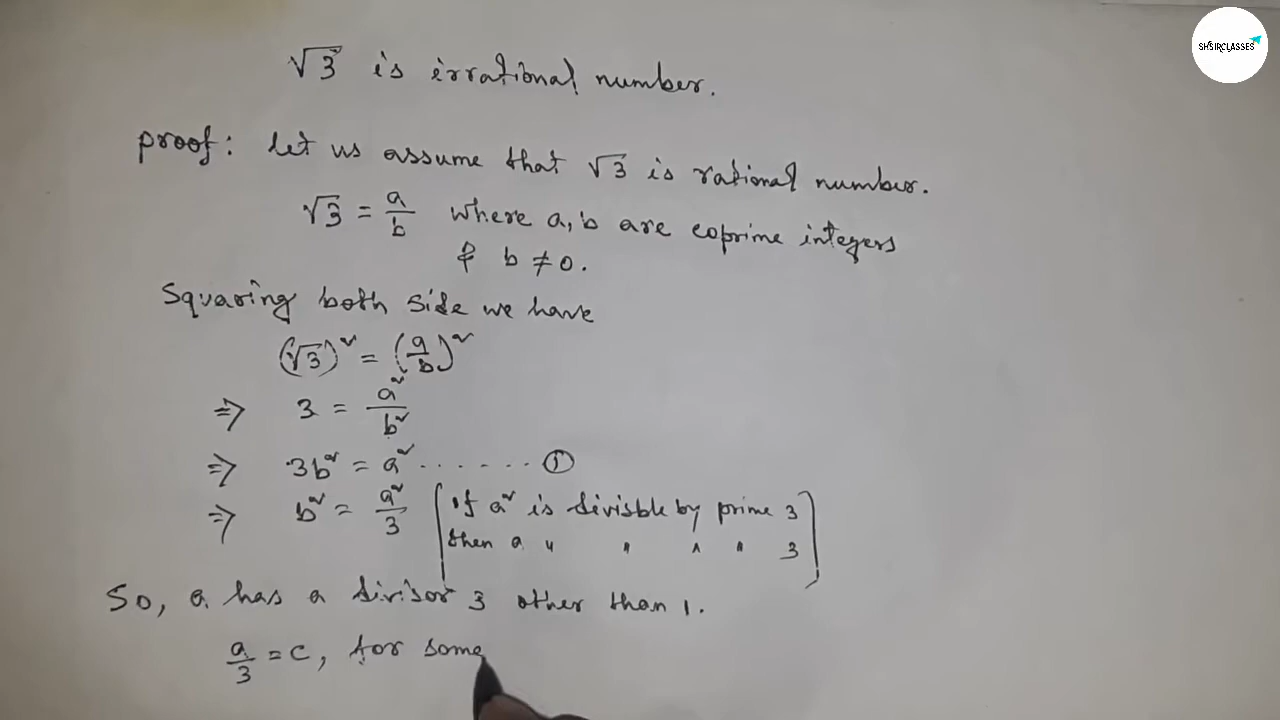 SHSIRCLASSES
√3 is irrational number.
proof: let us assume that √3 is rational number.
√3 = a/b where a, b are coprime integers
& b ≠ 0.
Squaring both side we have
(√3)² = (a/b)²
⇒ 3 = a²/b²
⇒ 3b² = a² ....... ①
⇒ b² = a²/3 [If a² is divisble by prime 3
then a " " " " 3]
So, a has a divisor 3 other than 1.
a/3 = c, for some